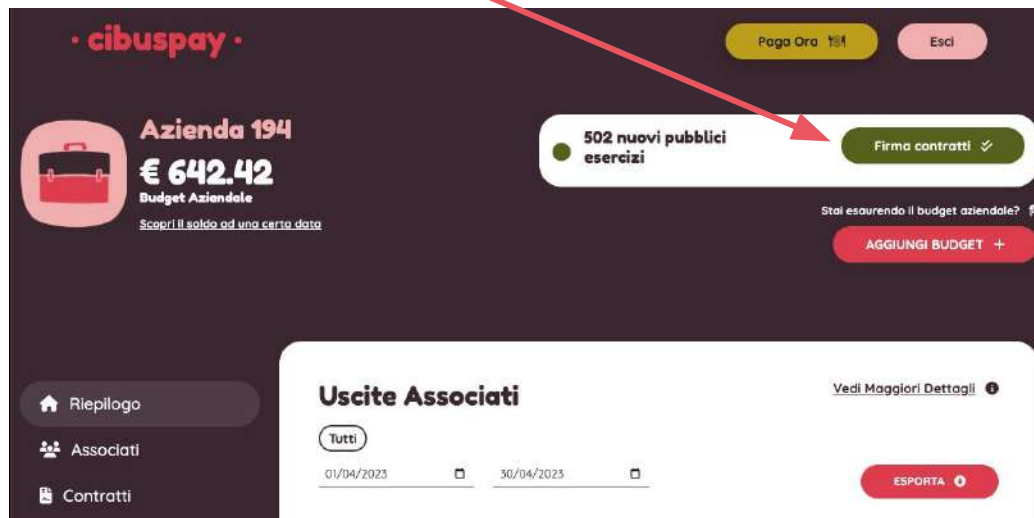 · cibuspay ·
Paga Ora
Esci
Azienda 194
€ 642.42
Budget Aziendale
Scopri il saldo ad una certa data
502 nuovi pubblici
esercizi
Firma contratti
Stai esaurendo il budget aziendale?
AGGIUNGI BUDGET +
Riepilogo
Associati
Contratti
Uscite Associati
Vedi Maggiori Dettagli
Tutti
01/04/2023
30/04/2023
ESPORTA